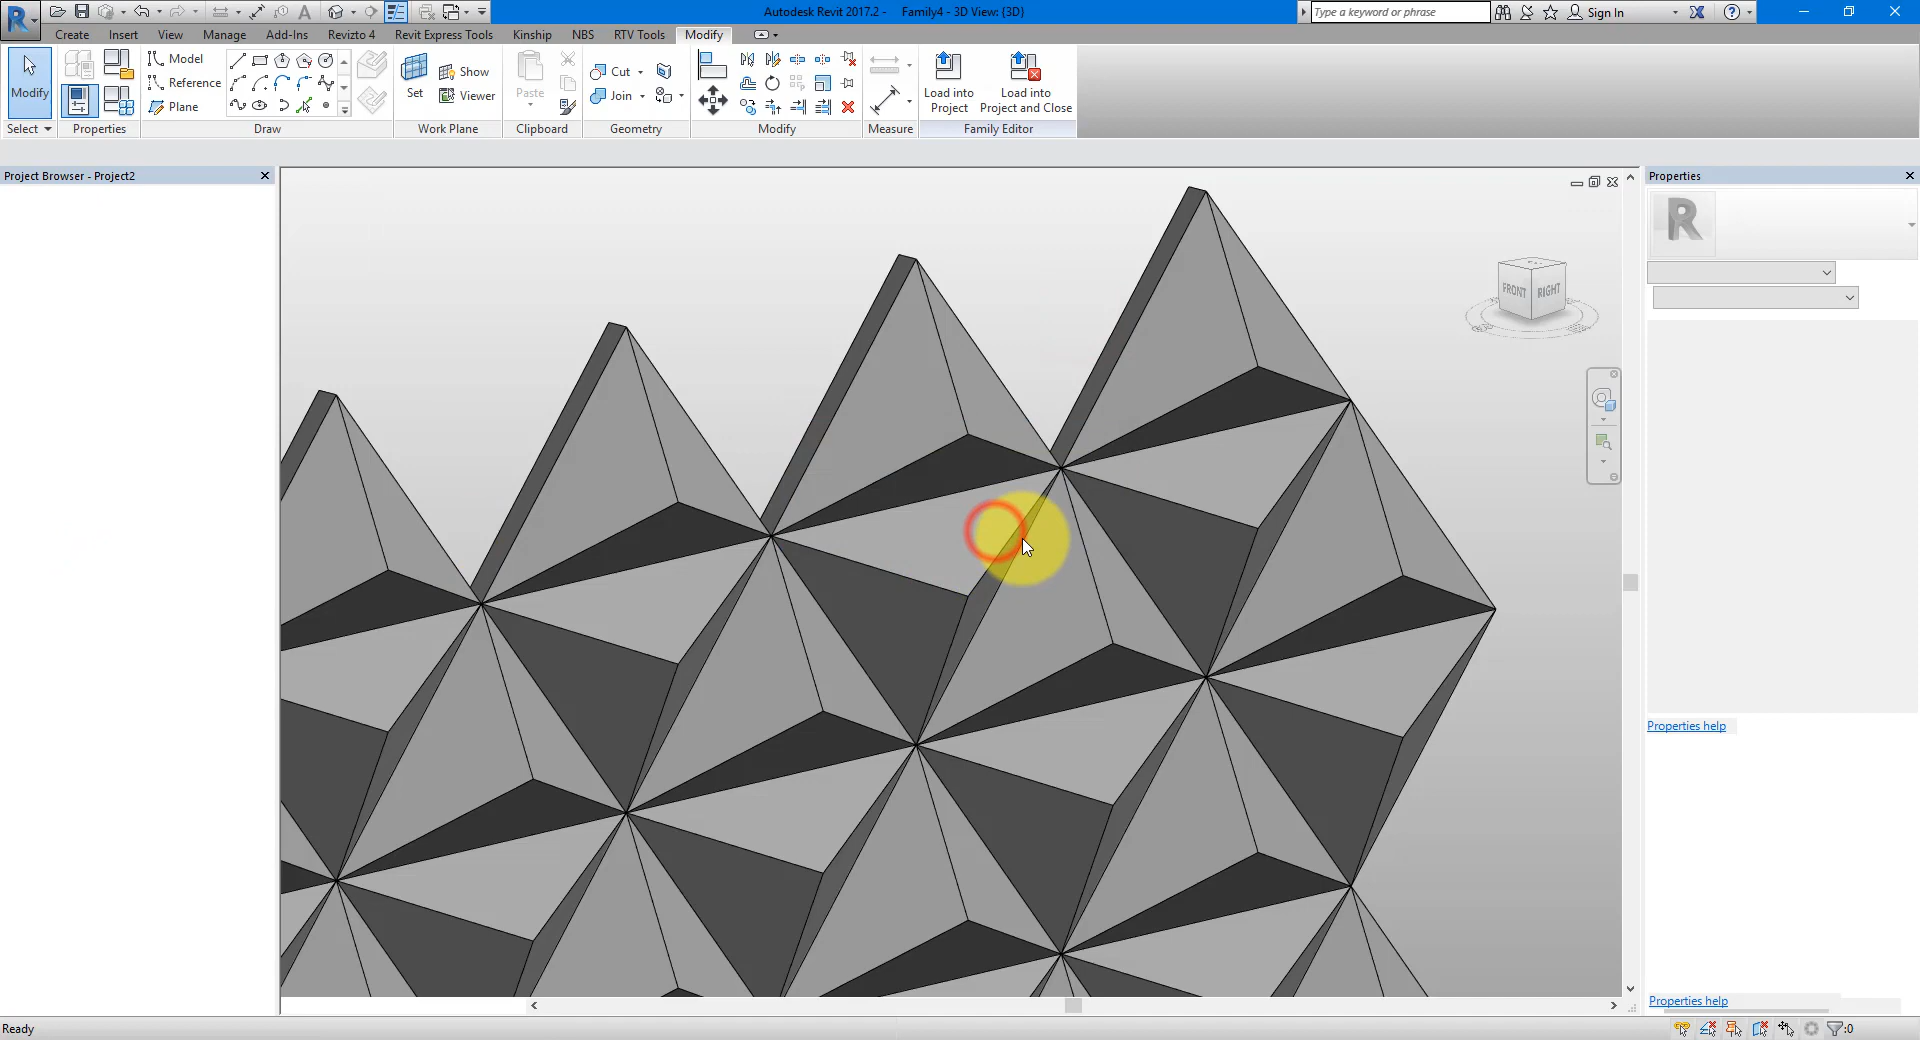 Autodesk Revit 2017.2 - Family4 - 3D View: {3D}
Type a keyword or phrase
Sign In
Create Insert View Manage Add-Ins Revizto 4 Revit Express Tools Kinship NBS RTV Tools Modify
Modify
Select
Properties
Model
Reference
Plane
Draw
Set
Show
Viewer
Work Plane
Paste
Clipboard
Cut
Join
Geometry
Modify
Measure
Load into
Project
Load into
Project and Close
Family Editor
Project Browser - Project2
Properties
R
FRONT RIGHT
Properties help
Properties help
Ready
:0